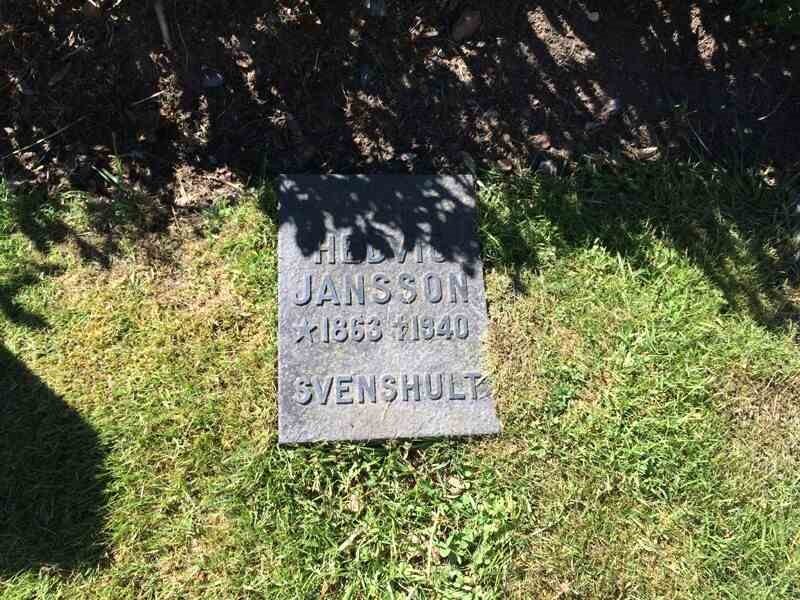 HEDVIG
JANSSON
★1863 †1940
SVENSHULT